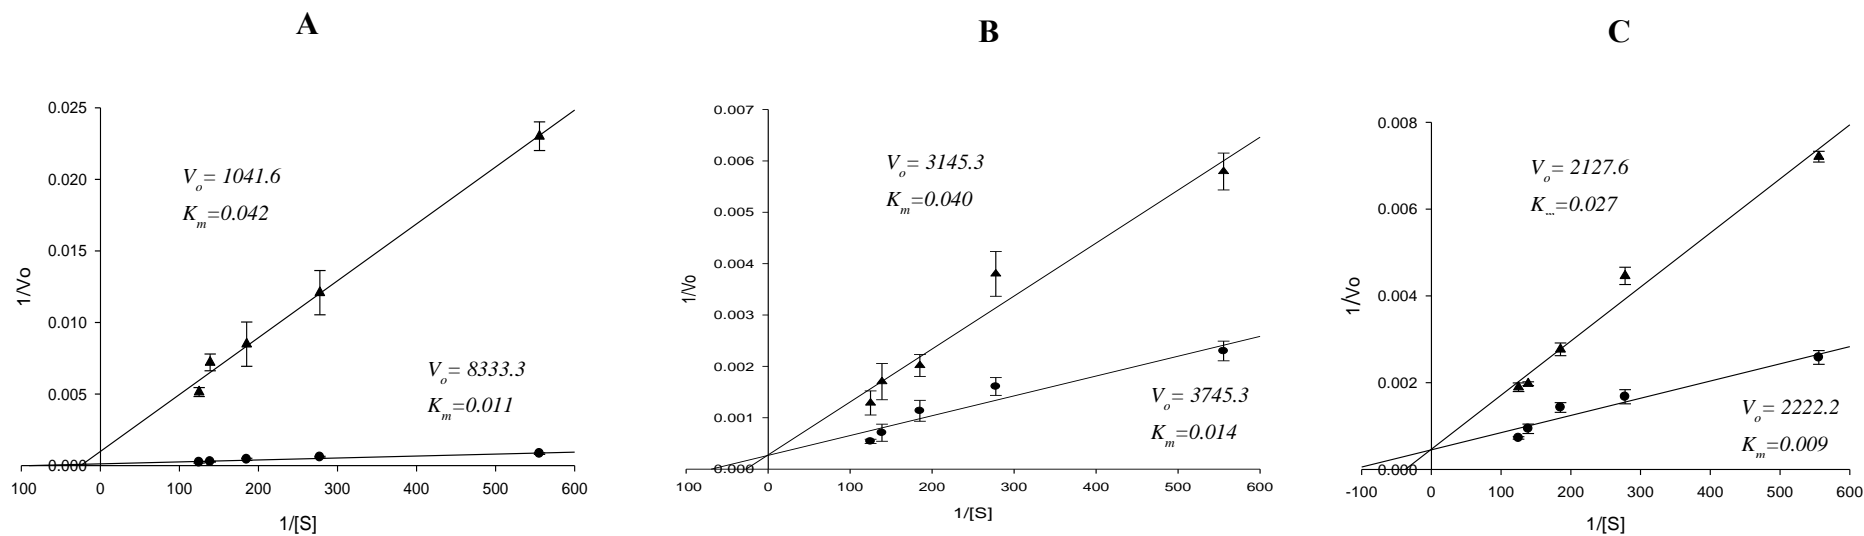 A
0.025
0.020
0.015
0.010
0.005
0.000
1/Vo
V_o= 1041.6
K_m=0.042
V_o= 8333.3
K_m=0.011
100 0 100 200 300 400 500 600
1/[S]
B
0.007
0.006
0.005
0.004
0.003
0.002
0.001
0.000
1/Vo
V_o= 3145.3
K_m=0.040
V_o= 3745.3
K_m=0.014
100 0 100 200 300 400 500 600
1/[S]
C
0.008
0.006
0.004
0.002
0.000
1/Vo
V_o= 2127.6
K_m=0.027
V_o= 2222.2
K_m=0.009
-100 0 100 200 300 400 500 600
1/[S]